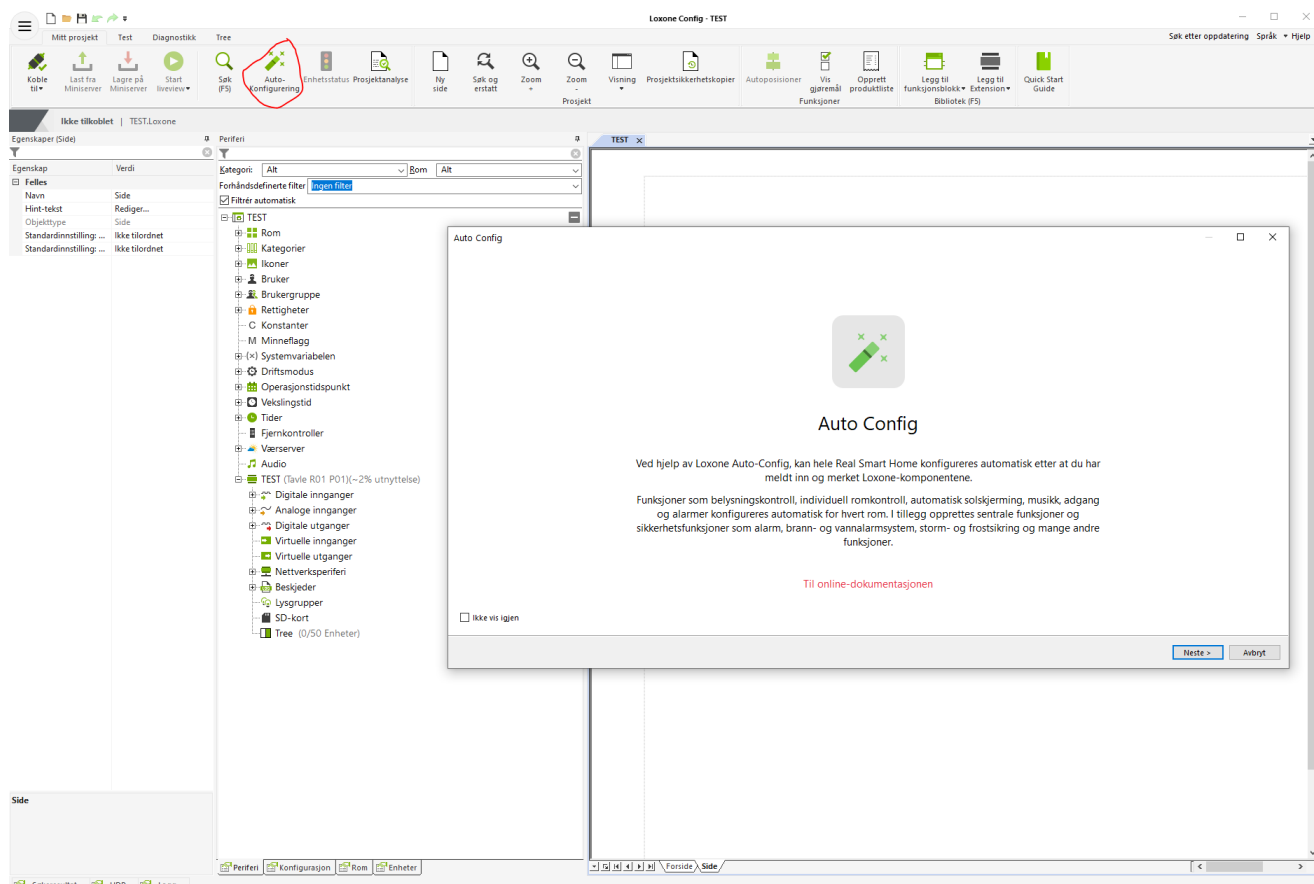 Loxone Config - TEST
Mitt prosjekt Test Diagnostikk Tree
Søk etter oppdatering Språk Hjelp
Koble til
Last fra Miniserver
Lagre på Miniserver
Start liveview
Søk (F5)
Auto-Konfigurering
Enhetsstatus
Prosjektanalyse
Ny side
Søk og erstatt
Zoom +
Zoom -
Visning
Prosjektsikkerhetskopier
Autoposisjoner
Vis gjøremål
Opprett produktliste
Legg til funksjonsblokk
Legg til Extension
Quick Start Guide
Prosjekt
Funksjoner
Bibliotek (F5)
Ikke tilkoblet | TEST.Loxone
Egenskaper (Side)
Egenskap Verdi
Felles
Navn Side
Hint-tekst Rediger...
Objekttype Side
Standardinnstilling: ... Ikke tilordnet
Standardinnstilling: ... Ikke tilordnet
Side
Periferi
Kategori: Alt Rom Alt
Forhåndsdefinerte filter Ingen filter
Filtrér automatisk
TEST
Rom
Kategorier
Ikoner
Bruker
Brukergruppe
Rettigheter
C Konstanter
M Minneflagg
(×) Systemvariabelen
Driftsmodus
Operasjonstidspunkt
Vekslingstid
Tider
Fjernkontroller
Værserver
Audio
TEST (Tavle R01 P01)(~2% utnyttelse)
Digitale innganger
Analoge innganger
Digitale utganger
Virtuelle innganger
Virtuelle utganger
Nettverksperiferi
Beskjeder
Lysgrupper
SD-kort
Tree (0/50 Enheter)
Periferi Konfigurasjon Rom Enheter
TEST
Auto Config
Auto Config
Ved hjelp av Loxone Auto-Config, kan hele Real Smart Home konfigureres automatisk etter at du har
meldt inn og merket Loxone-komponentene.
Funksjoner som belysningskontroll, individuell romkontroll, automatisk solskjerming, musikk, adgang
og alarmer konfigureres automatisk for hvert rom. I tillegg opprettes sentrale funksjoner og
sikkerhetsfunksjoner som alarm, brann- og vannalarmsystem, storm- og frostsikring og mange andre
funksjoner.
Til online-dokumentasjonen
Ikke vis igjen
Neste > Avbryt
Forside Side